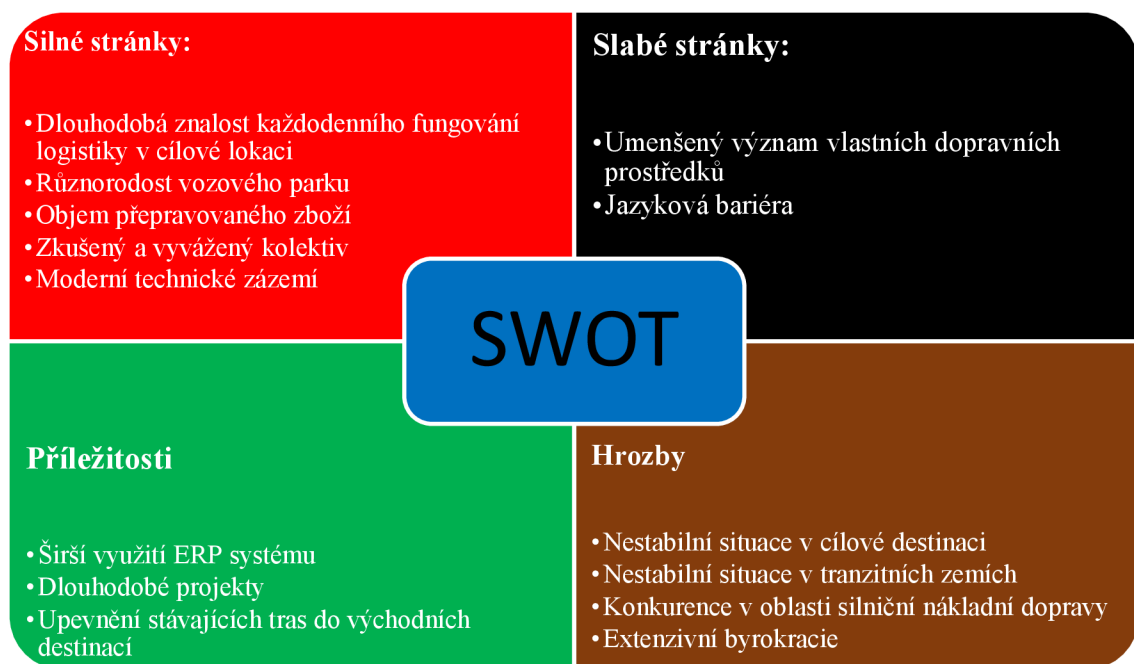 Silné stránky:
• Dlouhodobá znalost každodenního fungování
logistiky v cílové lokaci
• Různorodost vozového parku
• Objem přepravovaného zboží
• Zkušený a vyvážený kolektiv
• Moderní technické zázemí
Slabé stránky:
• Umenšený význam vlastních dopravních
prostředků
• Jazyková bariéra
SWOT
Příležitosti
• Širší využití ERP systému
• Dlouhodobé projekty
• Upevnění stávajících tras do východních
destinací
Hrozby
• Nestabilní situace v cílové destinaci
• Nestabilní situace v tranzitních zemích
• Konkurence v oblasti silniční nákladní dopravy
• Extenzivní byrokracie